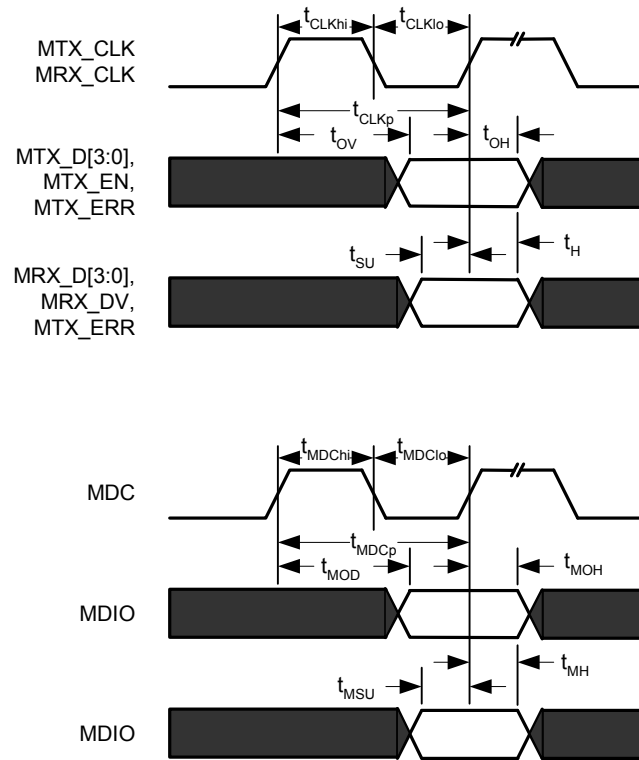 tCLKhi tCLKlo
MTX_CLK
MRX_CLK
tCLKp
tOV tOH
MTX_D[3:0],
MTX_EN,
MTX_ERR
tSU tH
MRX_D[3:0],
MRX_DV,
MTX_ERR
tMDChi tMDClo
MDC
tMDCp
tMOD tMOH
MDIO
tMH
tMSU
MDIO